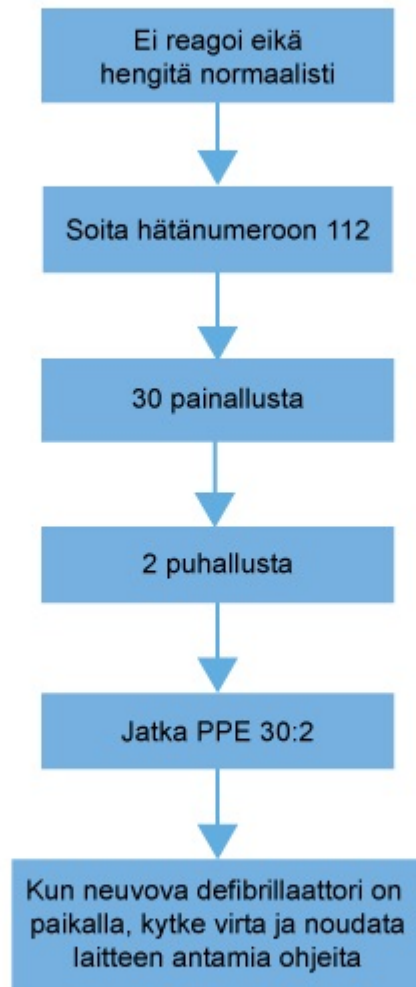 Ei reagoi eikä
hengitä normaalisti
Soita hätänumeroon 112
30 painallusta
2 puhallusta
Jatka PPE 30:2
Kun neuvova defibrillaattori on
paikalla, kytke virta ja noudata
laitteen antamia ohjeita